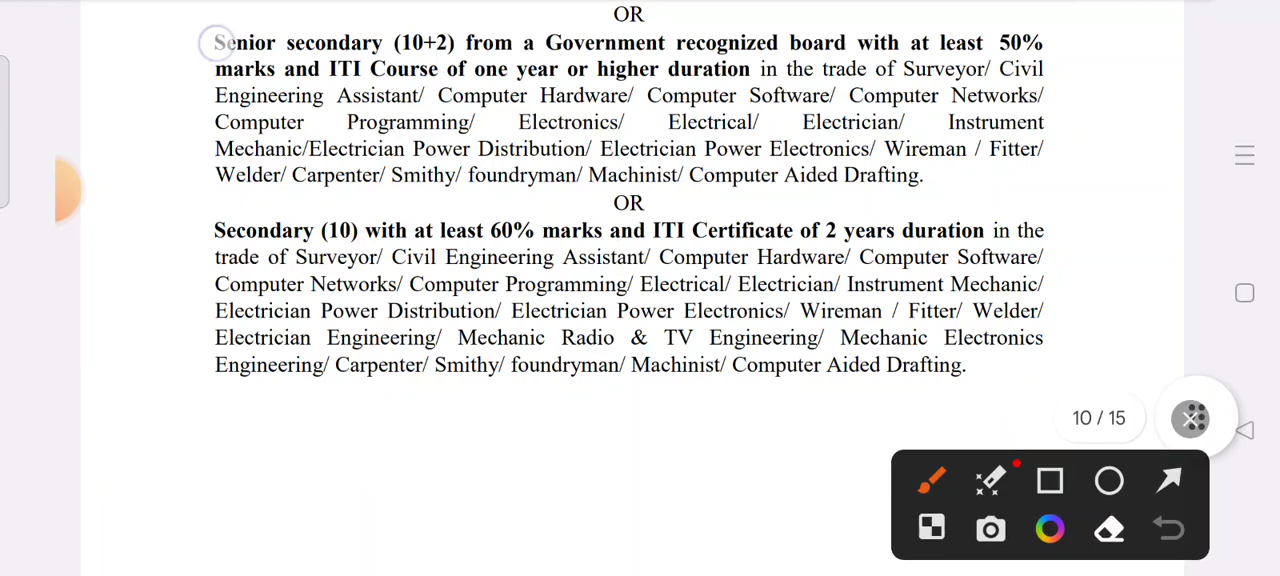 OR
Senior secondary (10+2) from a Government recognized board with at least 50%
marks and ITI Course of one year or higher duration in the trade of Surveyor/ Civil
Engineering Assistant/ Computer Hardware/ Computer Software/ Computer Networks/
Computer Programming/ Electronics/ Electrical/ Electrician/ Instrument
Mechanic/Electrician Power Distribution/ Electrician Power Electronics/ Wireman / Fitter/
Welder/ Carpenter/ Smithy/ foundryman/ Machinist/ Computer Aided Drafting.
OR
Secondary (10) with at least 60% marks and ITI Certificate of 2 years duration in the
trade of Surveyor/ Civil Engineering Assistant/ Computer Hardware/ Computer Software/
Computer Networks/ Computer Programming/ Electrical/ Electrician/ Instrument Mechanic/
Electrician Power Distribution/ Electrician Power Electronics/ Wireman / Fitter/ Welder/
Electrician Engineering/ Mechanic Radio & TV Engineering/ Mechanic Electronics
Engineering/ Carpenter/ Smithy/ foundryman/ Machinist/ Computer Aided Drafting.
10 / 15